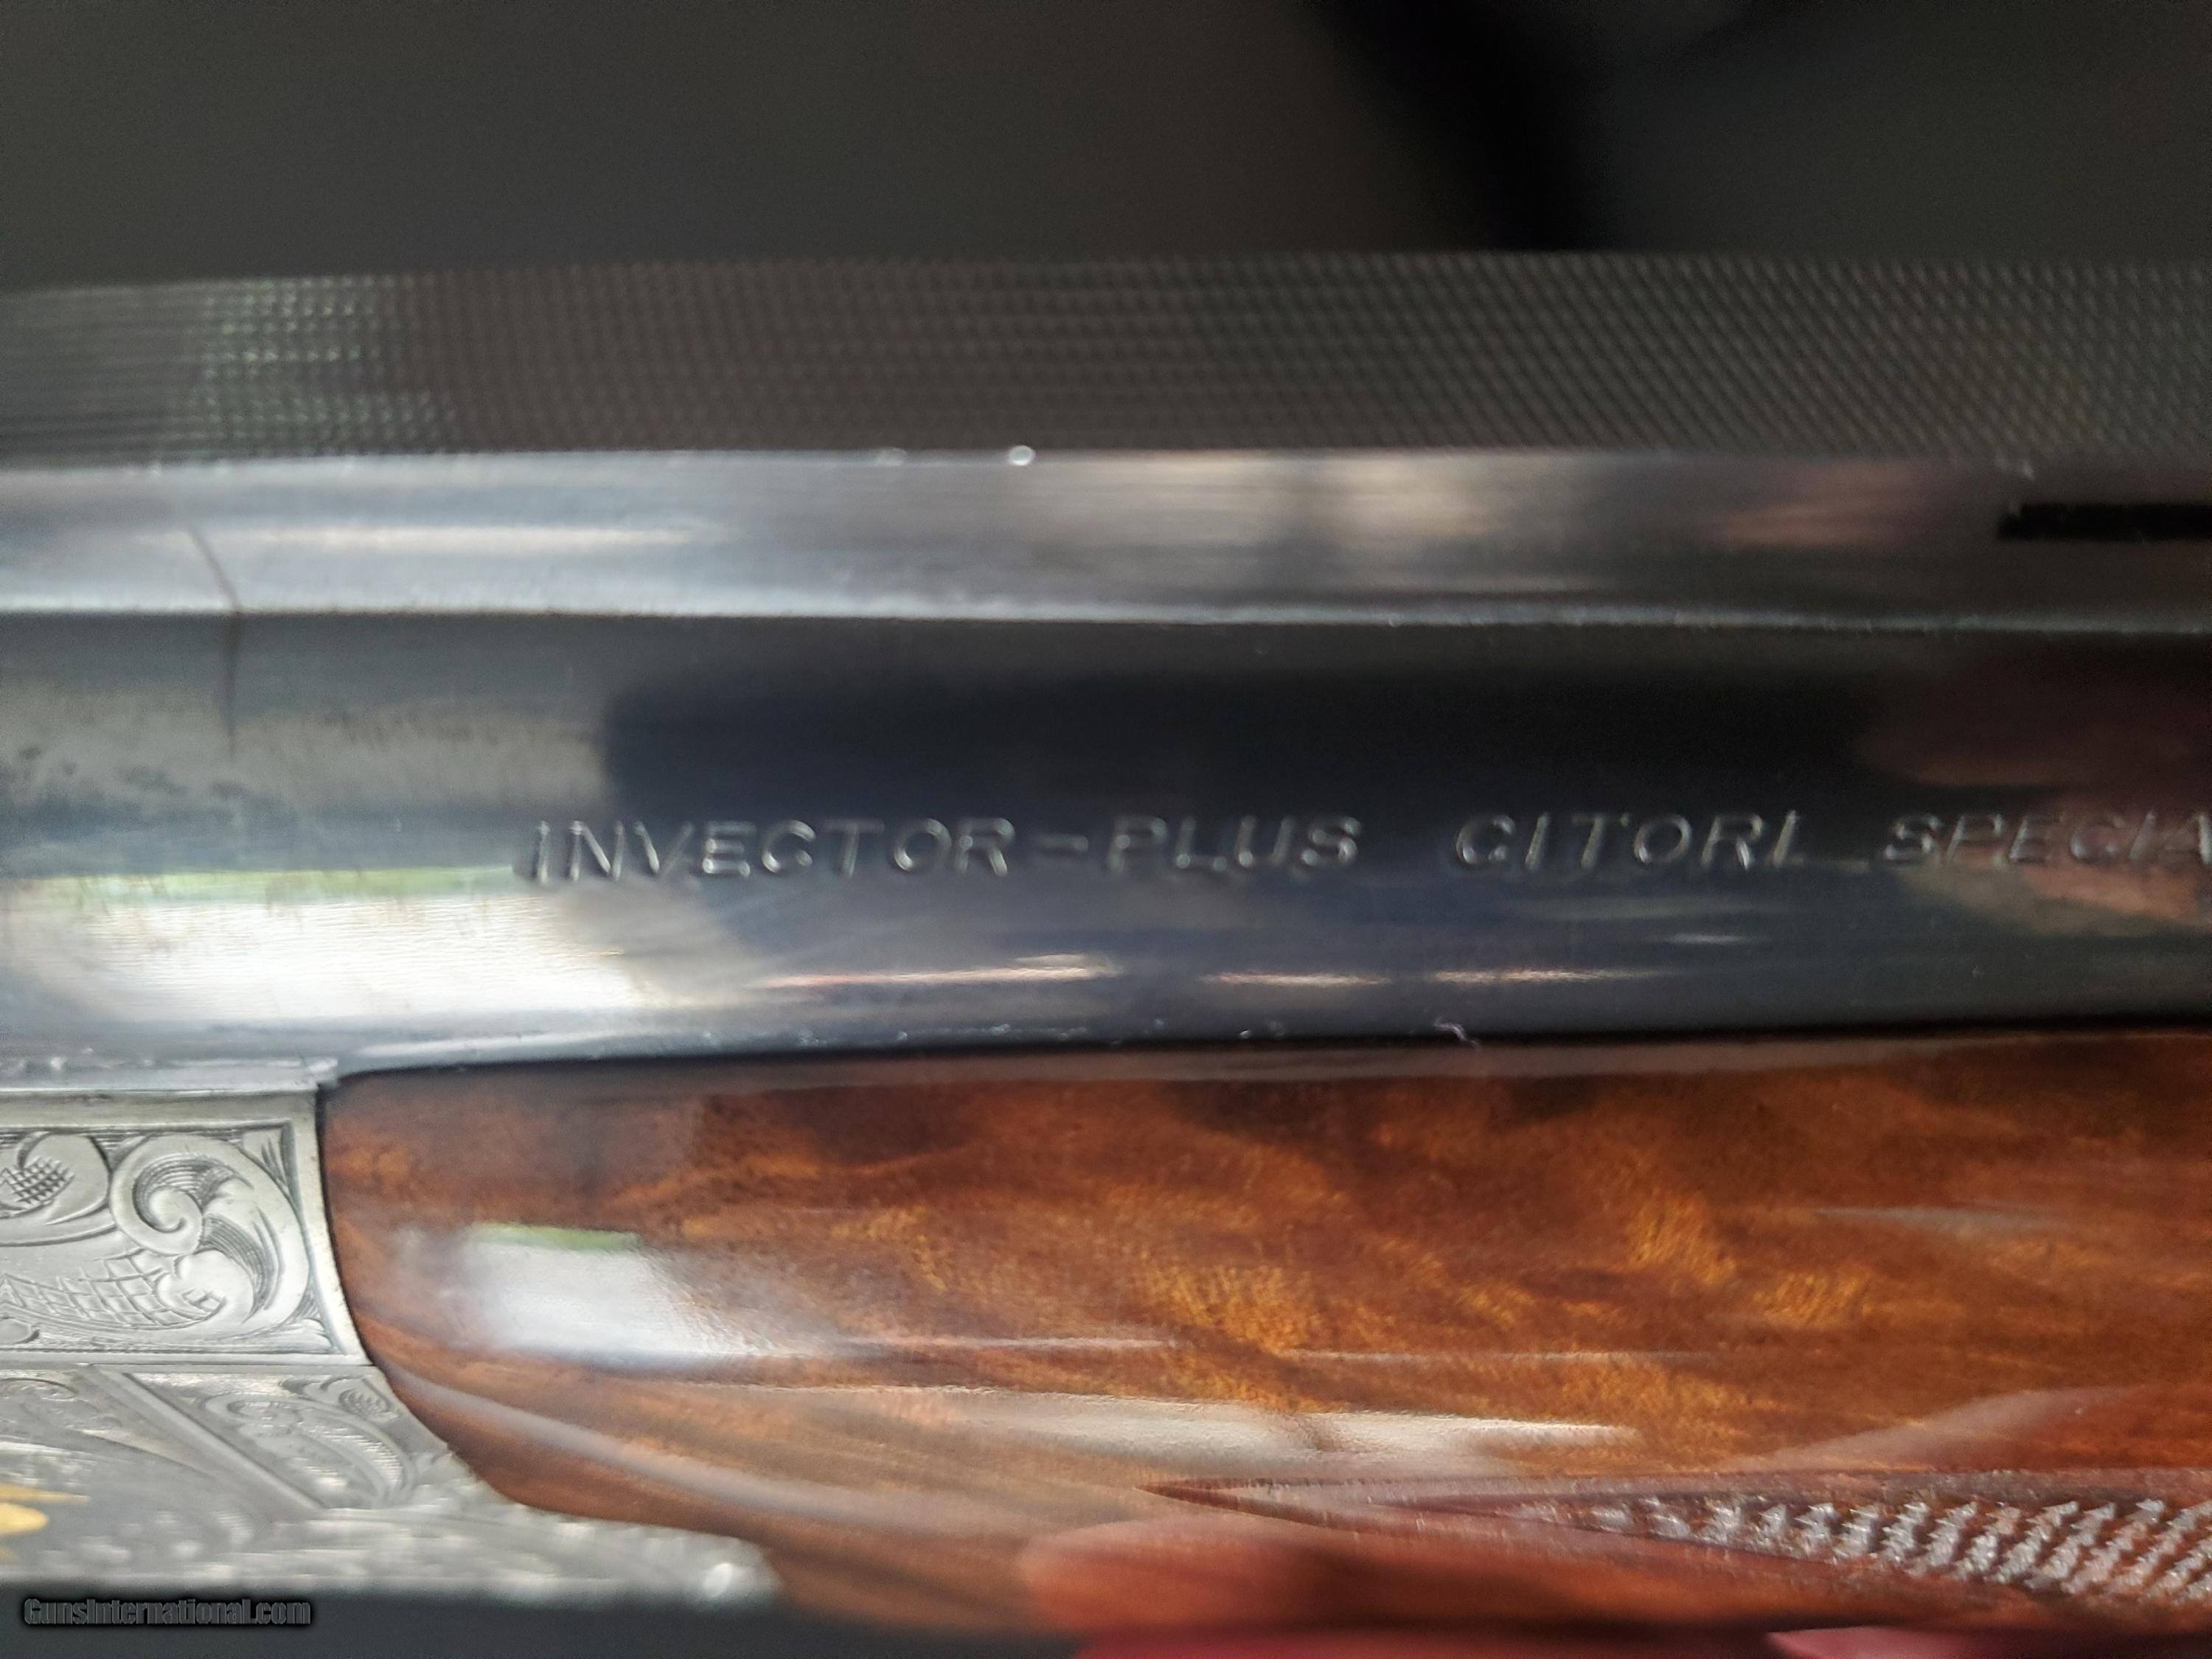 INVECTOR-PLUS CITORI SPECIA
GunsInternational.com